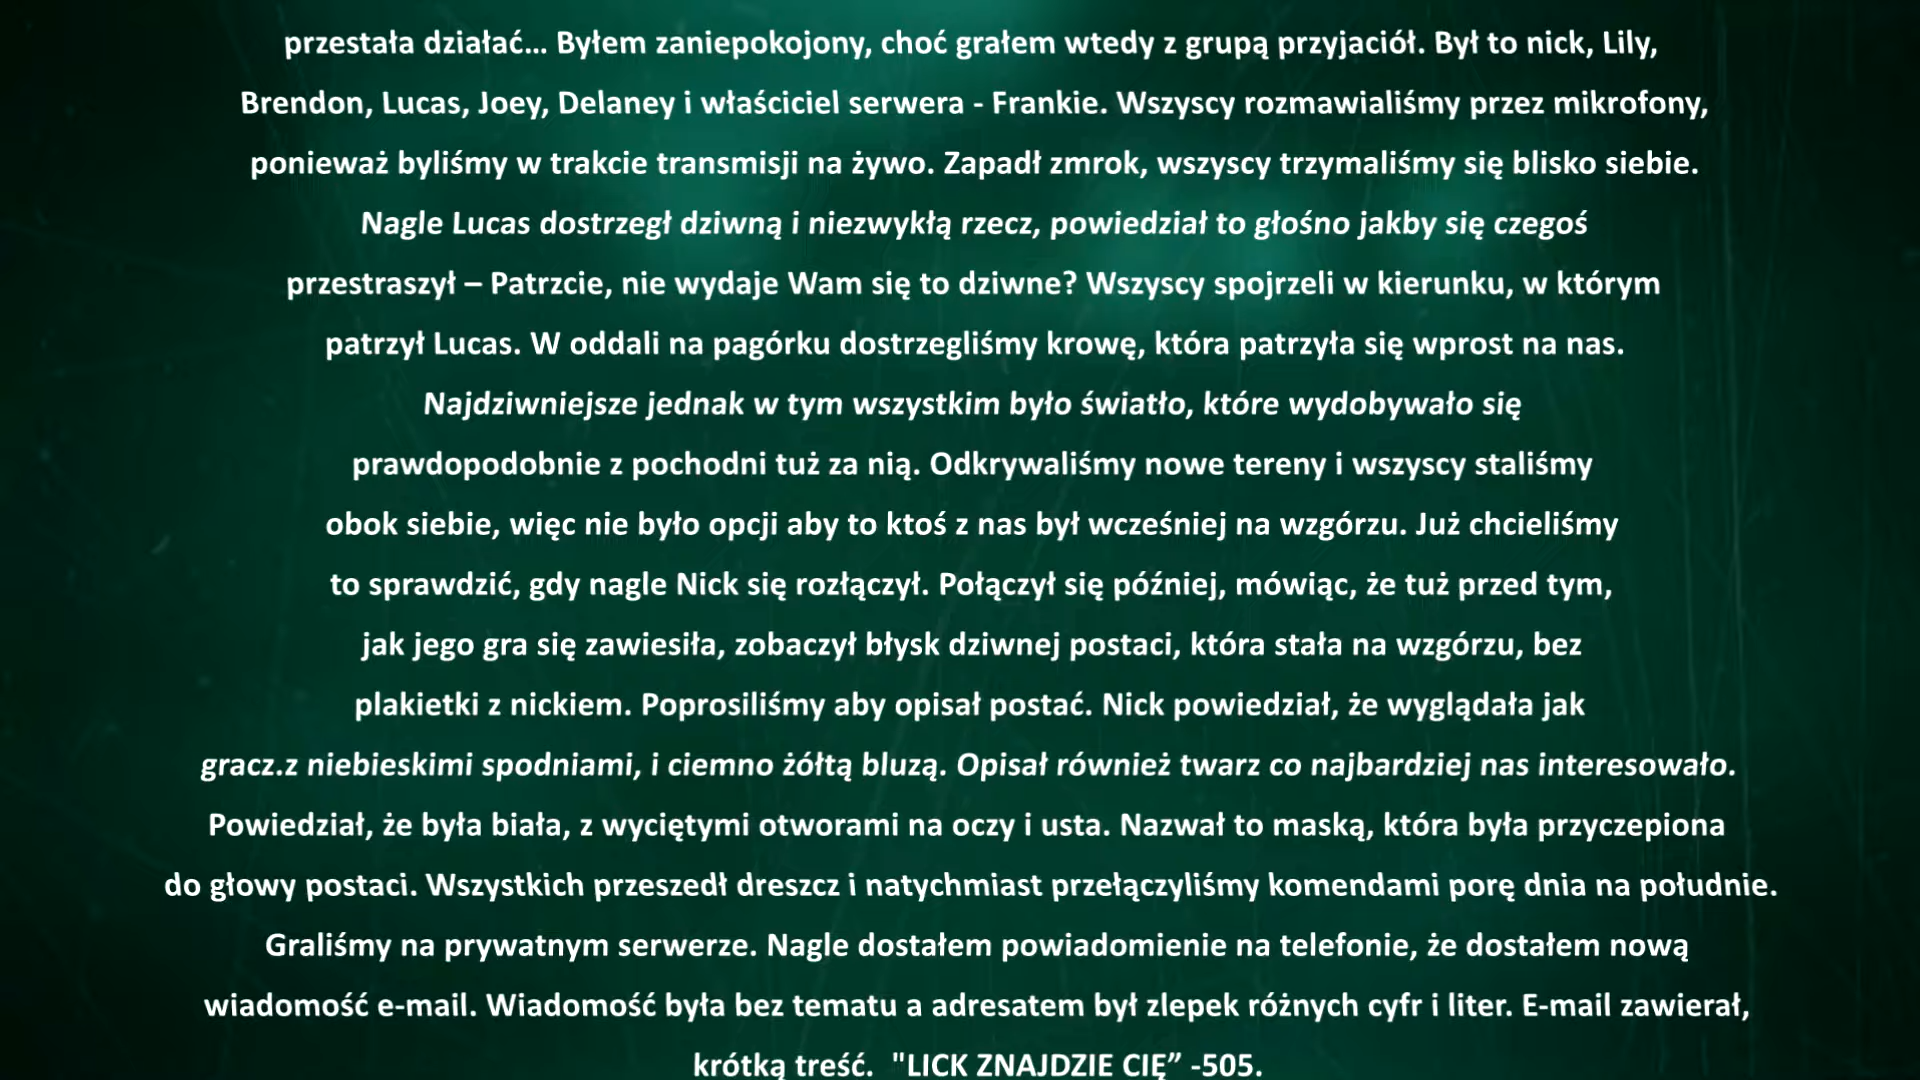 przestała działać... Byłem zaniepokojony, choć grałem wtedy z grupą przyjaciół. Był to nick, Lily,
Brendon, Lucas, Joey, Delaney i właściciel serwera - Frankie. Wszyscy rozmawialiśmy przez mikrofony,
ponieważ byliśmy w trakcie transmisji na żywo. Zapadł zmrok, wszyscy trzymaliśmy się blisko siebie.
Nagle Lucas dostrzegł dziwną i niezwykłą rzecz, powiedział to głośno jakby się czegoś
przestraszył – Patrzcie, nie wydaje Wam się to dziwne? Wszyscy spojrzeli w kierunku, w którym
patrzył Lucas. W oddali na pagórku dostrzegliśmy krowę, która patrzyła się wprost na nas.
Najdziwniejsze jednak w tym wszystkim było światło, które wydobywało się
prawdopodobnie z pochodni tuż za nią. Odkrywaliśmy nowe tereny i wszyscy staliśmy
obok siebie, więc nie było opcji aby to ktoś z nas był wcześniej na wzgórzu. Już chcieliśmy
to sprawdzić, gdy nagle Nick się rozłączył. Połączył się później, mówiąc, że tuż przed tym,
jak jego gra się zawiesiła, zobaczył błysk dziwnej postaci, która stała na wzgórzu, bez
plakietki z nickiem. Poprosiliśmy aby opisał postać. Nick powiedział, że wyglądała jak
gracz.z niebieskimi spodniami, i ciemno żółtą bluzą. Opisał również twarz co najbardziej nas interesowało.
Powiedział, że była biała, z wyciętymi otworami na oczy i usta. Nazwał to maską, która była przyczepiona
do głowy postaci. Wszystkich przeszedł dreszcz i natychmiast przełączyliśmy komendami porę dnia na południe.
Graliśmy na prywatnym serwerze. Nagle dostałem powiadomienie na telefonie, że dostałem nową
wiadomość e-mail. Wiadomość była bez tematu a adresatem był zlepek różnych cyfr i liter. E-mail zawierał,
krótką treść.  "LICK ZNAJDZIE CIĘ” -505.